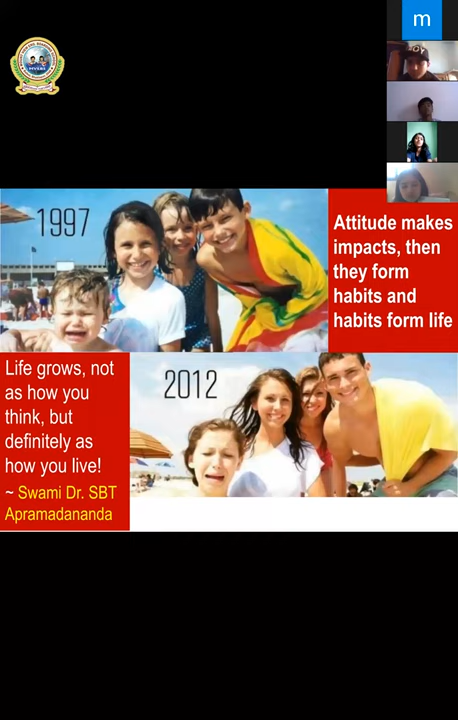 m
1997
Attitude makes
impacts, then
they form
habits and
habits form life
Life grows, not
as how you
think, but
definitely as
how you live!
~ Swami Dr. SBT
Apramadananda
2012